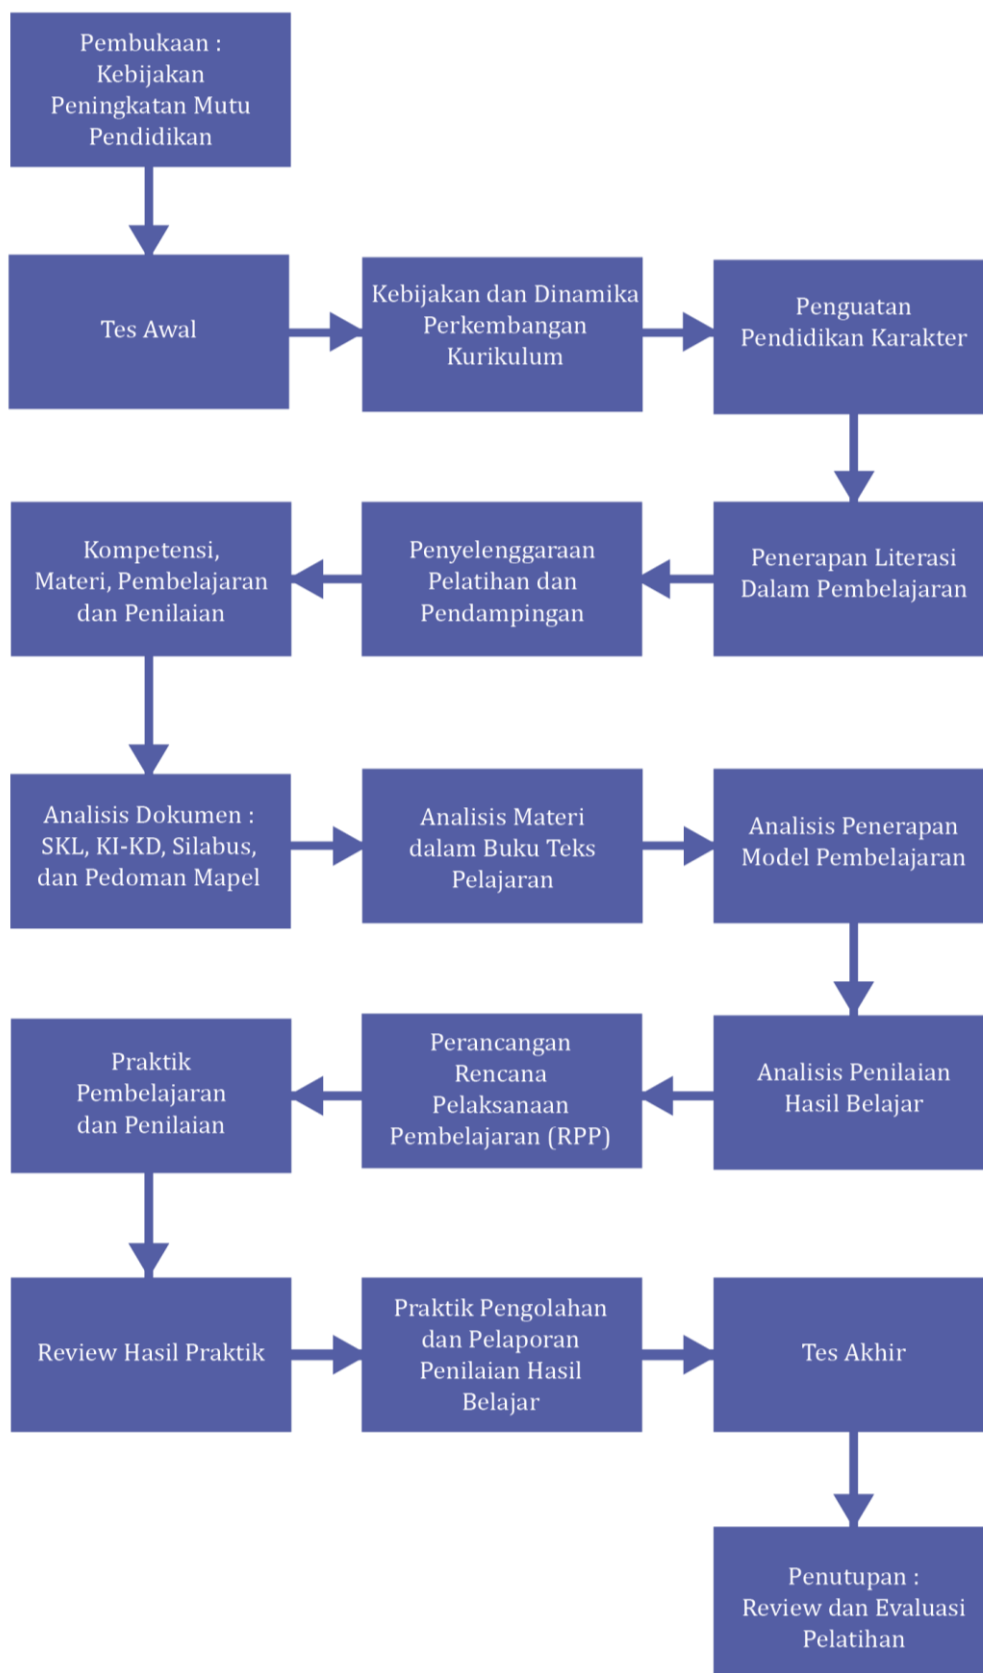 Pembukaan :
Kebijakan
Peningkatan Mutu
Pendidikan
Tes Awal
Kebijakan dan Dinamika
Perkembangan
Kurikulum
Penguatan
Pendidikan Karakter
Penerapan Literasi
Dalam Pembelajaran
Penyelenggaraan
Pelatihan dan
Pendampingan
Kompetensi,
Materi, Pembelajaran
dan Penilaian
Analisis Dokumen :
SKL, KI-KD, Silabus,
dan Pedoman Mapel
Analisis Materi
dalam Buku Teks
Pelajaran
Analisis Penerapan
Model Pembelajaran
Analisis Penilaian
Hasil Belajar
Perancangan
Rencana
Pelaksanaan
Pembelajaran (RPP)
Praktik
Pembelajaran
dan Penilaian
Review Hasil Praktik
Praktik Pengolahan
dan Pelaporan
Penilaian Hasil
Belajar
Tes Akhir
Penutupan :
Review dan Evaluasi
Pelatihan